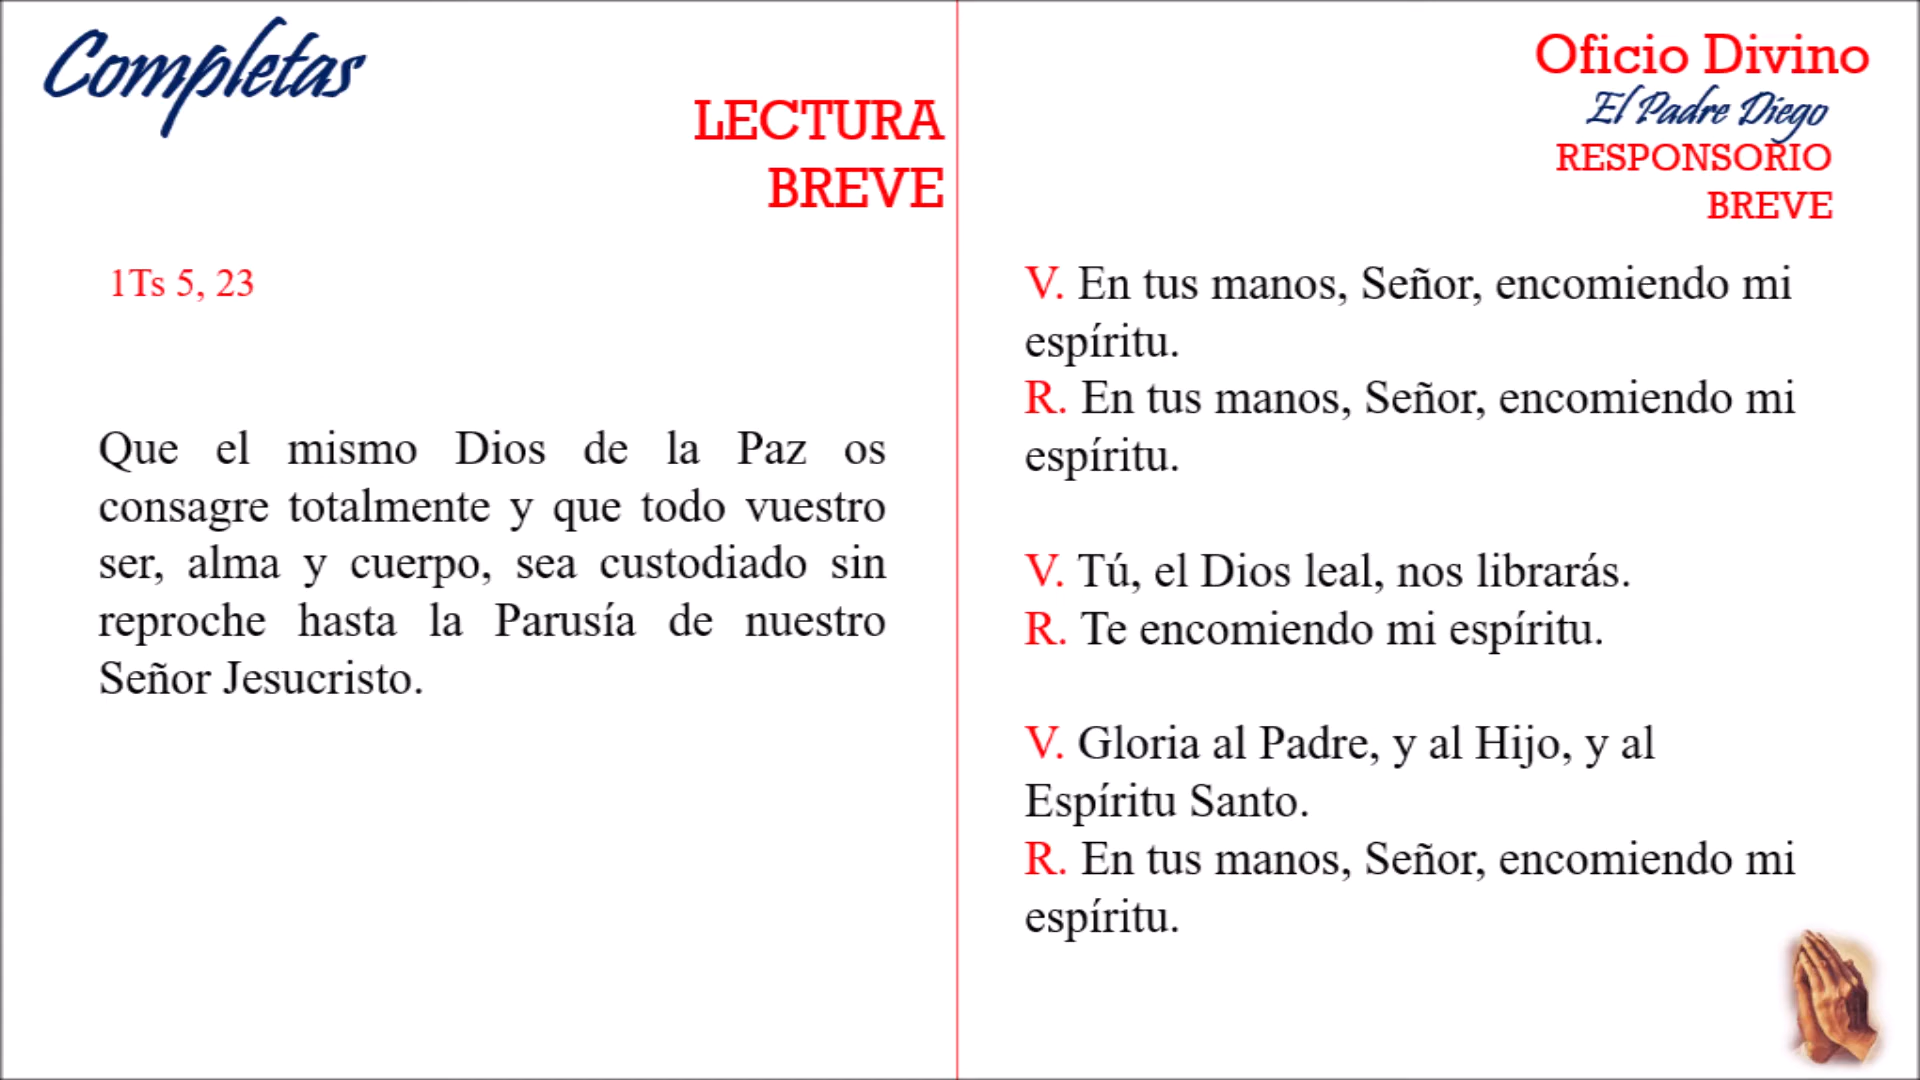 Completas
LECTURA
BREVE
1Ts 5, 23
Que el mismo Dios de la Paz os
consagre totalmente y que todo vuestro
ser, alma y cuerpo, sea custodiado sin
reproche hasta la Parusía de nuestro
Señor Jesucristo.
Oficio Divino
El Padre Diego
RESPONSORIO
BREVE
V. En tus manos, Señor, encomiendo mi
espíritu.
R. En tus manos, Señor, encomiendo mi
espíritu.
V. Tú, el Dios leal, nos librarás.
R. Te encomiendo mi espíritu.
V. Gloria al Padre, y al Hijo, y al
Espíritu Santo.
R. En tus manos, Señor, encomiendo mi
espíritu.